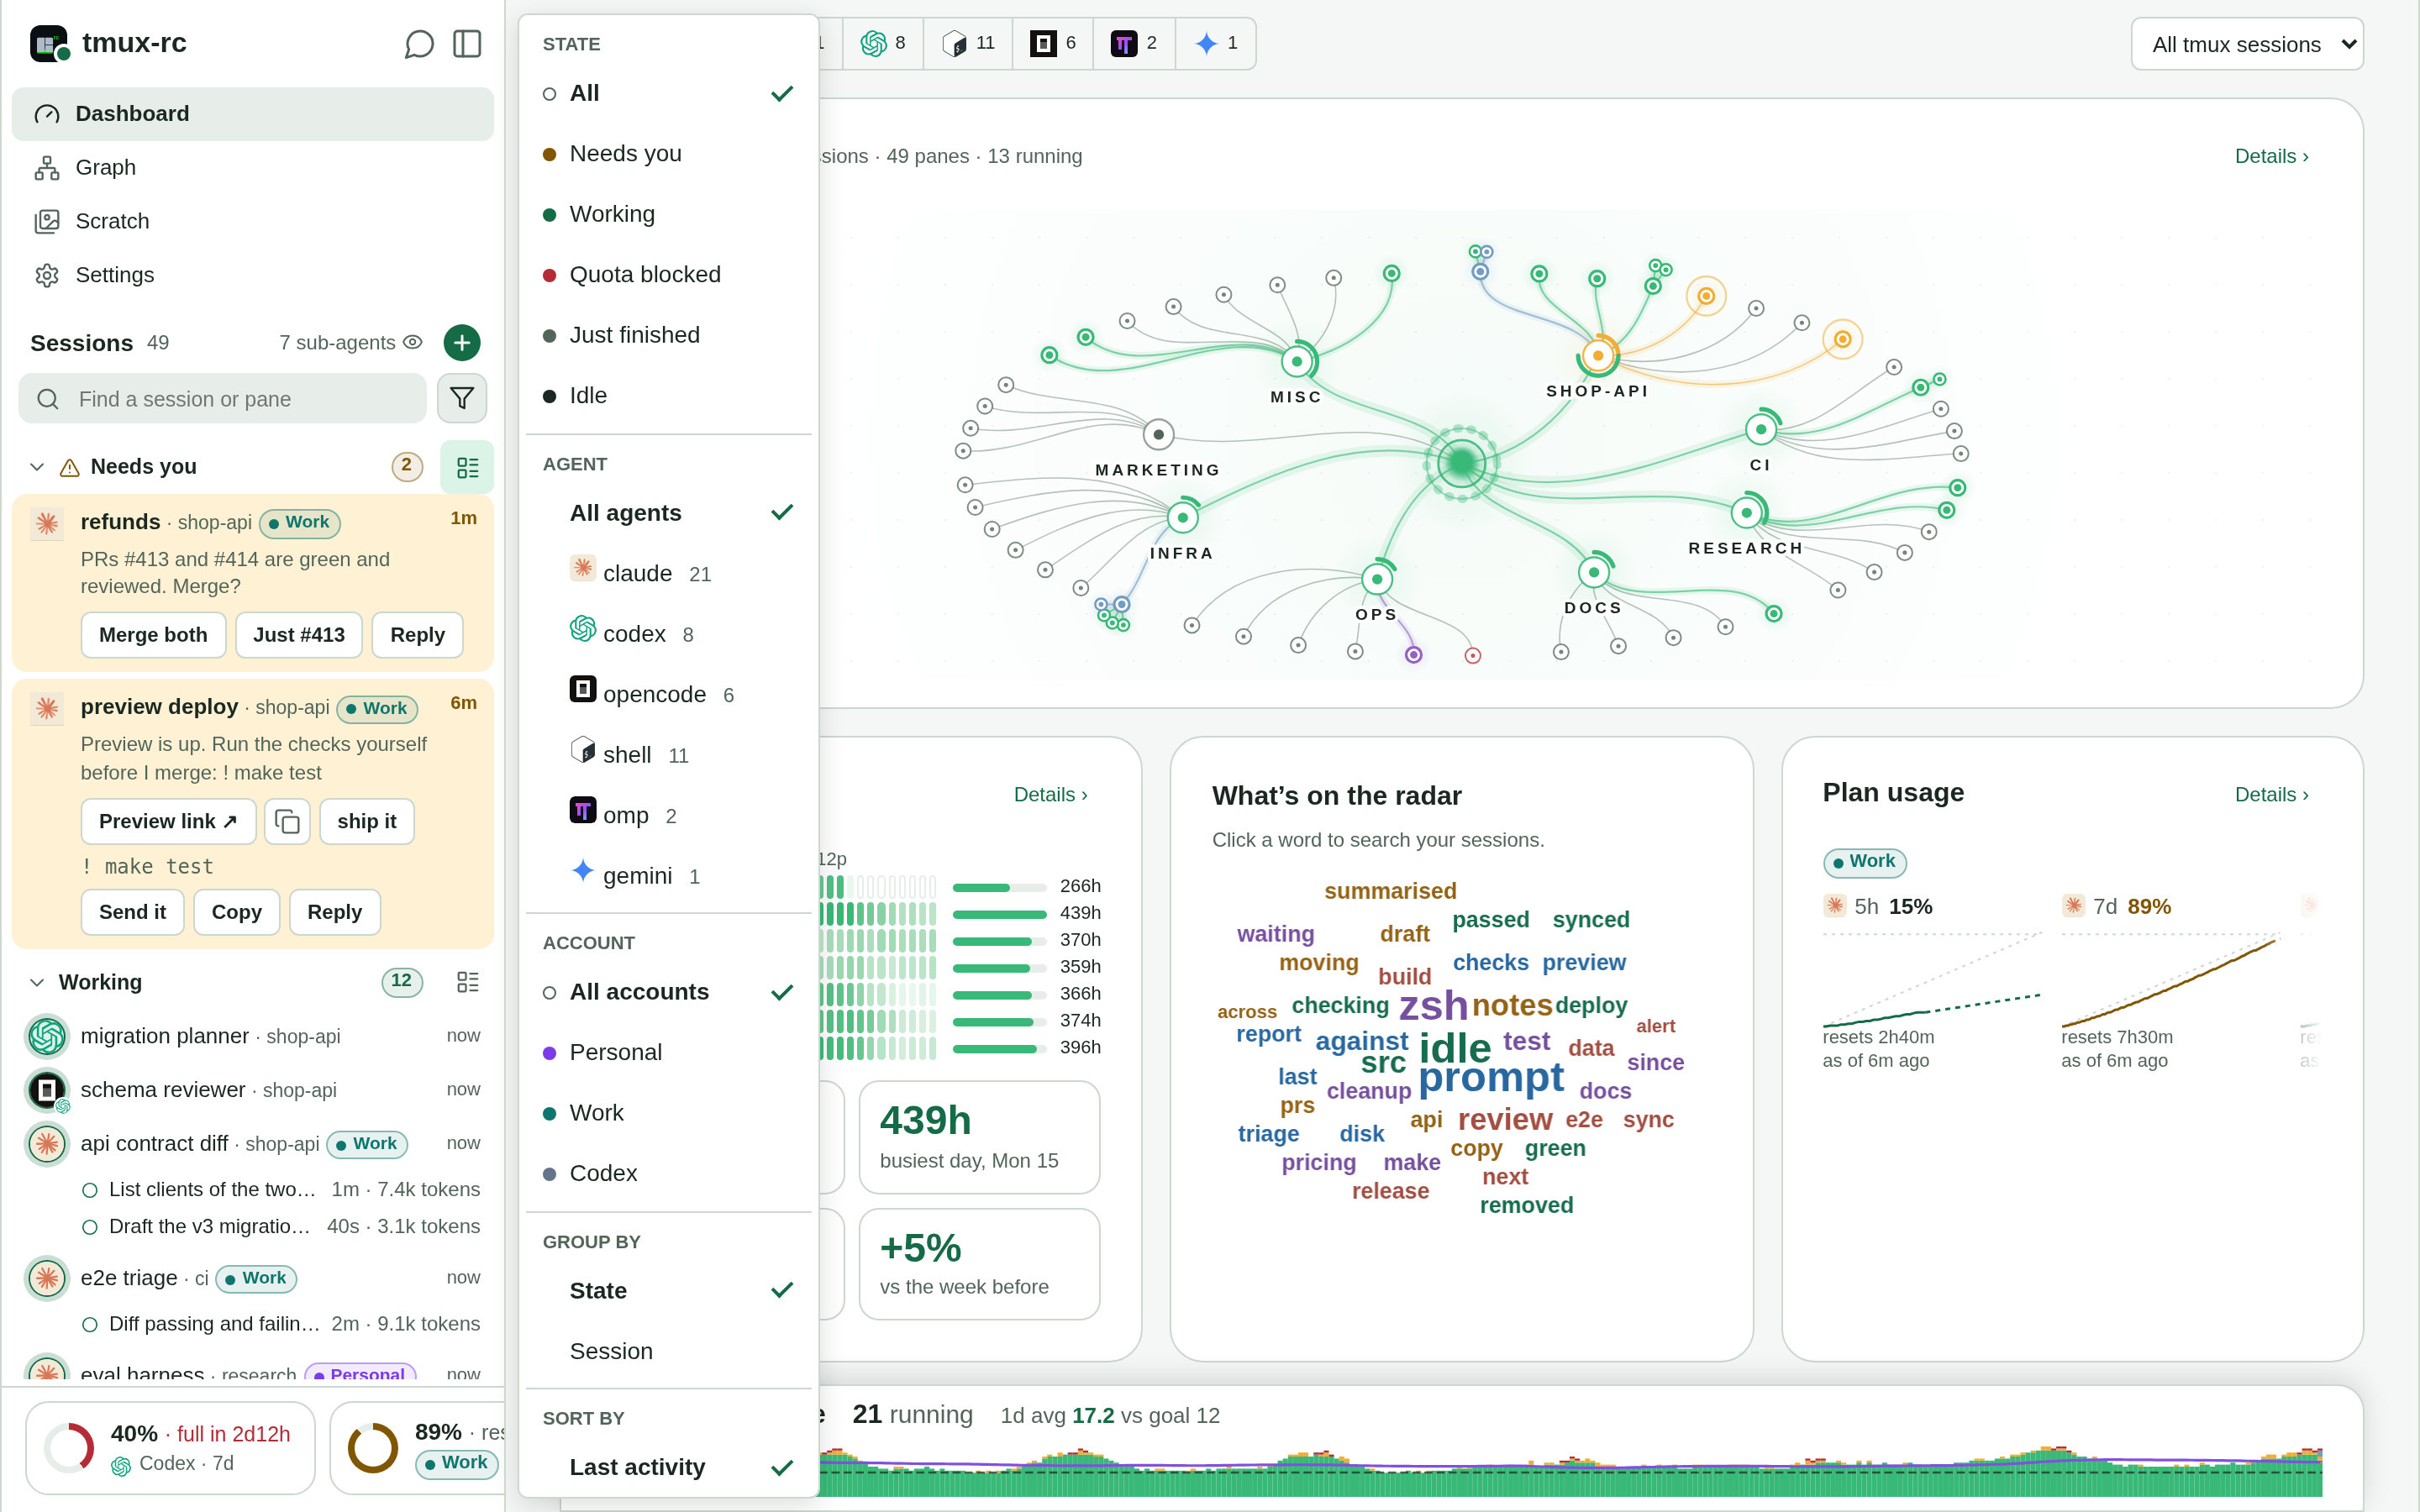 tmux-rc
Dashboard
Graph
Scratch
Settings
Sessions 49 7 sub-agents
Find a session or pane
Needs you 2
refunds · shop-api Work 1m
PRs #413 and #414 are green and
reviewed. Merge?
Merge both Just #413 Reply
preview deploy · shop-api Work 6m
Preview is up. Run the checks yourself
before I merge: ! make test
Preview link ↗ ship it
! make test
Send it Copy Reply
Working 12
migration planner · shop-api now
schema reviewer · shop-api now
api contract diff · shop-api Work now
List clients of the two… 1m · 7.4k tokens
Draft the v3 migratio… 40s · 3.1k tokens
e2e triage · ci Work now
Diff passing and failin… 2m · 9.1k tokens
eval harness · research Personal now
40% · full in 2d12h
Codex · 7d
89% · res
Work
STATE
All
Needs you
Working
Quota blocked
Just finished
Idle
AGENT
All agents
claude 21
codex 8
opencode 6
shell 11
omp 2
gemini 1
ACCOUNT
All accounts
Personal
Work
Codex
GROUP BY
State
Session
SORT BY
Last activity
8 11 6 2 1
All tmux sessions
ssions · 49 panes · 13 running Details ›
MISC
SHOP-API
MARKETING
CI
INFRA
RESEARCH
OPS
DOCS
Details ›
12p
266h
439h
370h
359h
366h
374h
396h
439h
busiest day, Mon 15
+5%
vs the week before
What’s on the radar
Click a word to search your sessions.
summarised
passed synced
waiting draft
moving checks preview
build
across checking zsh notes deploy
report against idle test data alert
src since
last cleanup prompt docs
prs api review e2e sync
triage disk copy green
pricing make next
release removed
Plan usage Details ›
Work
5h 15% 7d 89%
resets 2h40m resets 7h30m
as of 6m ago as of 6m ago
21 running 1d avg 17.2 vs goal 12